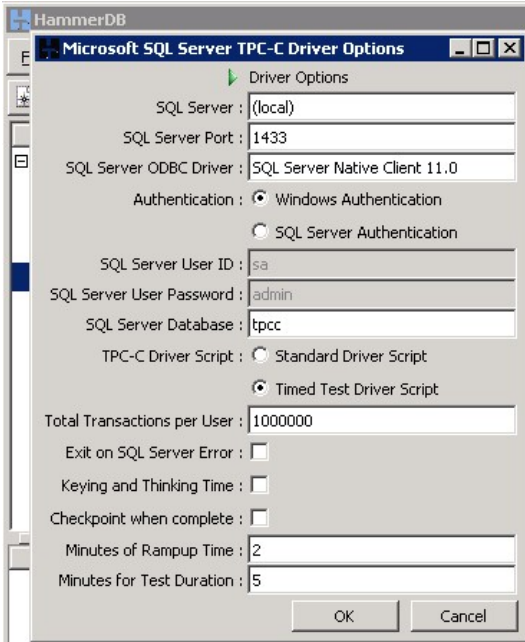 HammerDB
Microsoft SQL Server TPC-C Driver Options
Driver Options
SQL Server : (local)
SQL Server Port : 1433
SQL Server ODBC Driver : SQL Server Native Client 11.0
Authentication : Windows Authentication
SQL Server Authentication
SQL Server User ID : sa
SQL Server User Password : admin
SQL Server Database : tpcc
TPC-C Driver Script : Standard Driver Script
Timed Test Driver Script
Total Transactions per User : 1000000
Exit on SQL Server Error :
Keying and Thinking Time :
Checkpoint when complete :
Minutes of Rampup Time : 2
Minutes for Test Duration : 5
OK Cancel